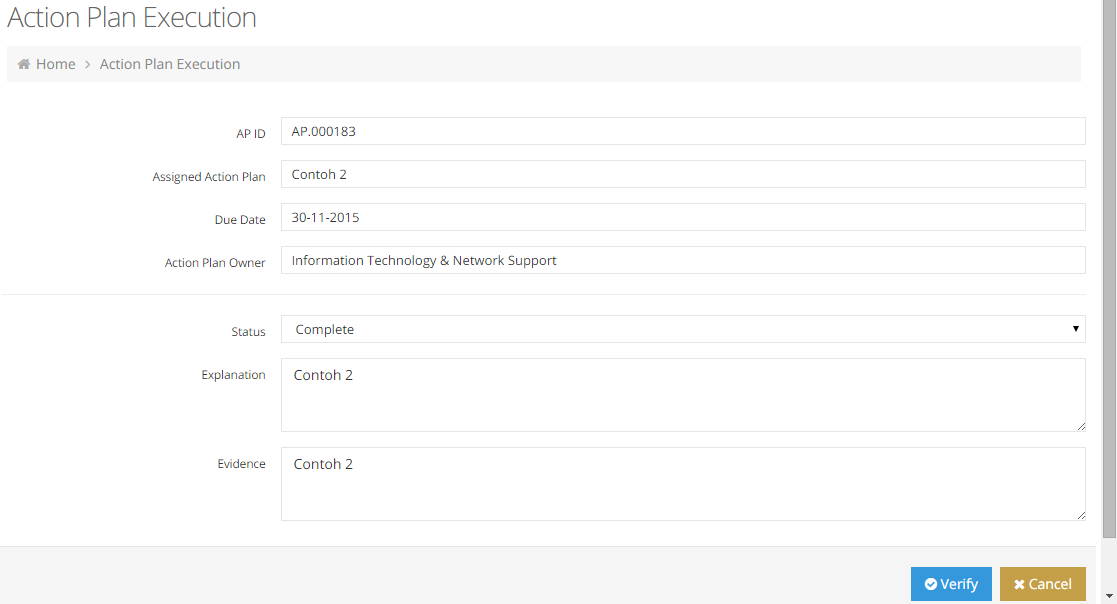 Action Plan Execution
Home > Action Plan Execution
AP ID AP.000183
Assigned Action Plan Contoh 2
Due Date 30-11-2015
Action Plan Owner Information Technology & Network Support
Status Complete
Explanation Contoh 2
Evidence Contoh 2
Verify Cancel